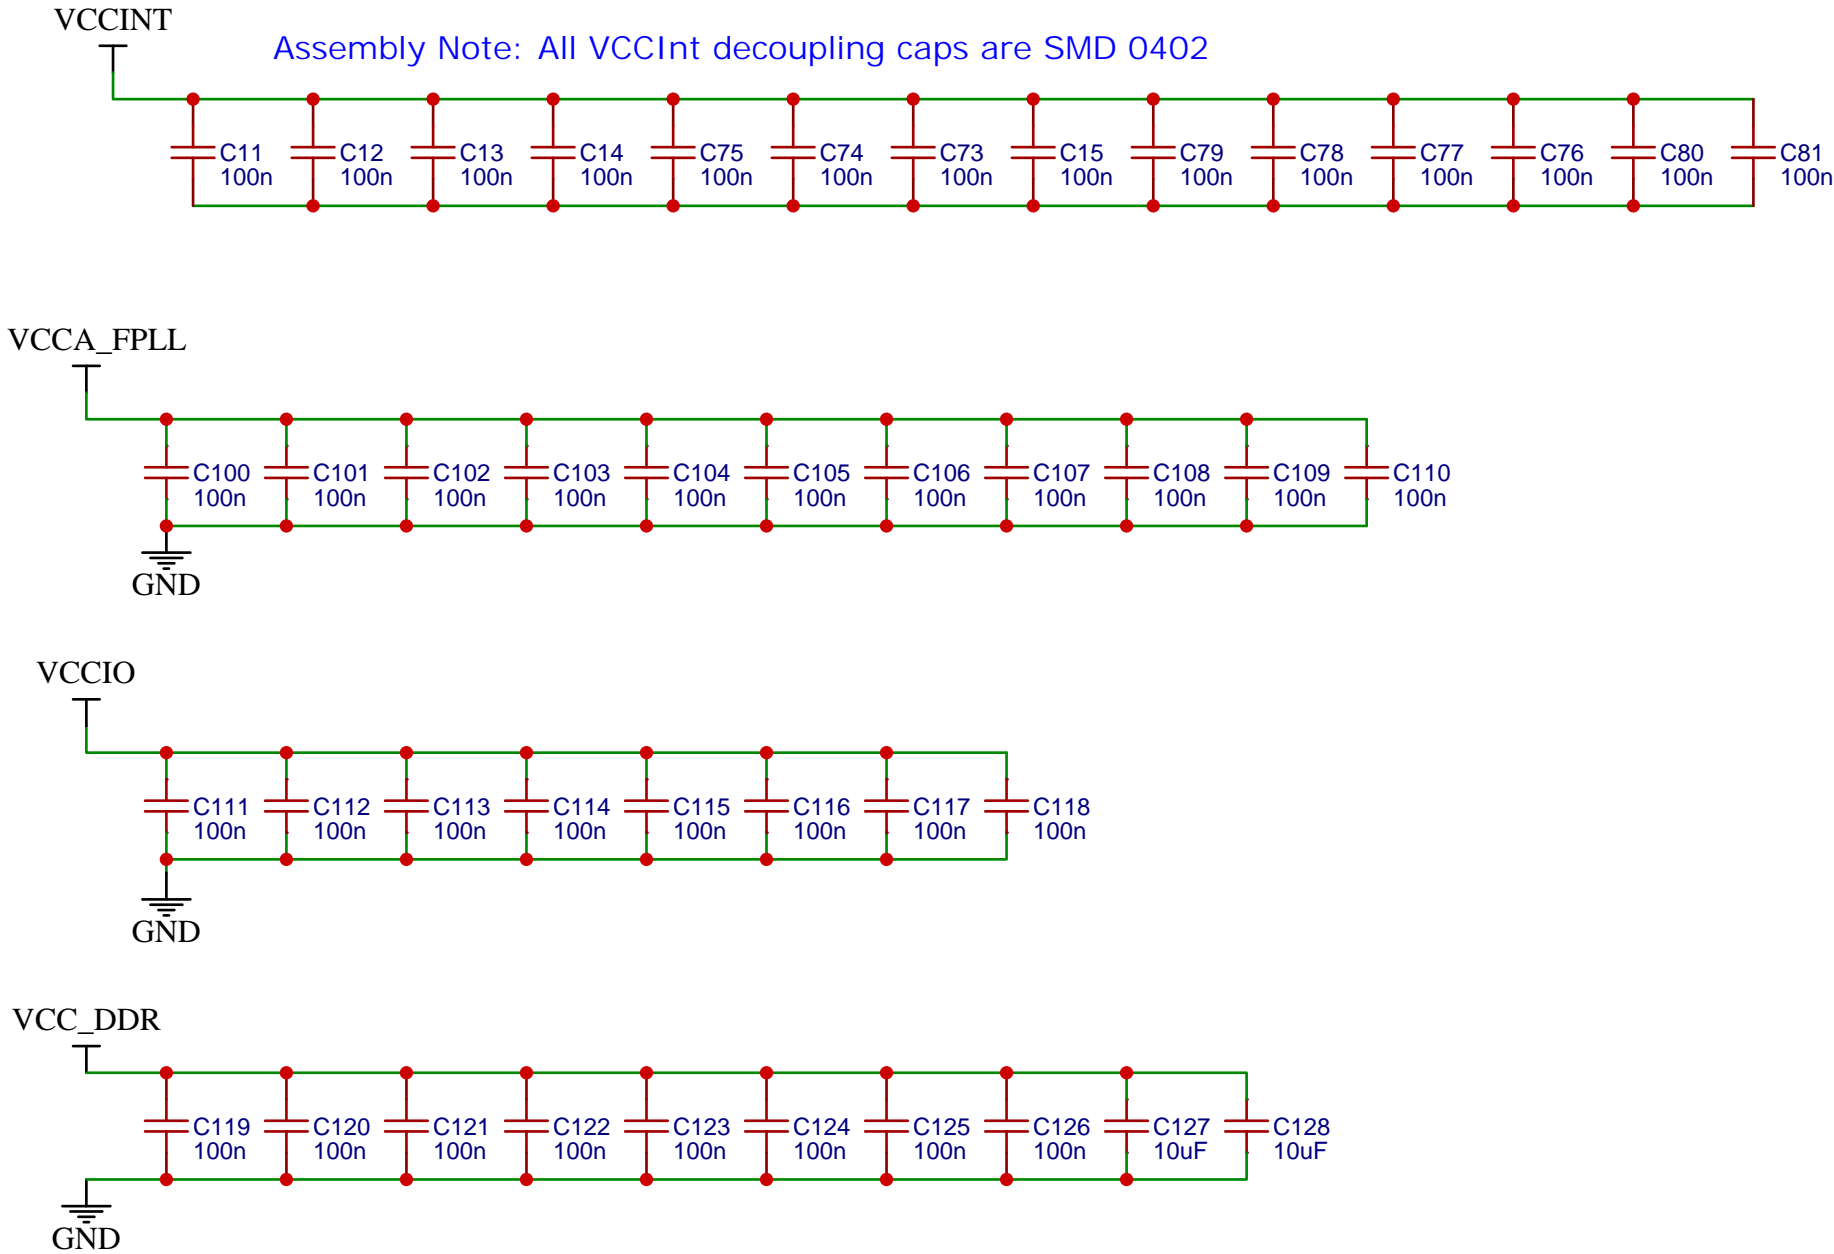 VCCINT
Assembly Note: All VCCInt decoupling caps are SMD 0402
C11 C12 C13 C14 C75 C74 C73 C15 C79 C78 C77 C76 C80 C81
100n 100n 100n 100n 100n 100n 100n 100n 100n 100n 100n 100n 100n 100n
VCCA_FPLL
C100 C101 C102 C103 C104 C105 C106 C107 C108 C109 C110
100n 100n 100n 100n 100n 100n 100n 100n 100n 100n 100n
GND
VCCIO
C111 C112 C113 C114 C115 C116 C117 C118
100n 100n 100n 100n 100n 100n 100n 100n
GND
VCC_DDR
C119 C120 C121 C122 C123 C124 C125 C126 C127 C128
100n 100n 100n 100n 100n 100n 100n 100n 10uF 10uF
GND